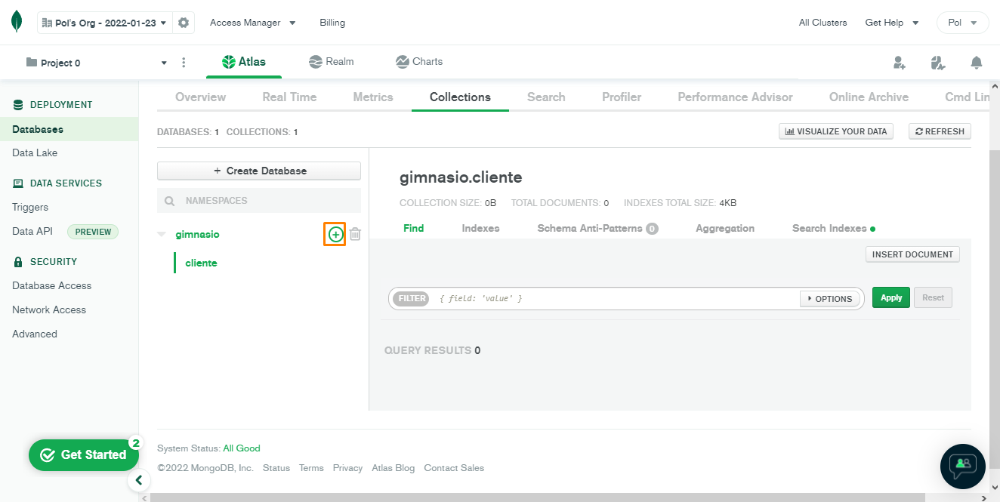 Pol's Org - 2022-01-23 Access Manager Billing All Clusters Get Help Pol
Project 0 Atlas Realm Charts
DEPLOYMENT
Databases
Data Lake
DATA SERVICES
Triggers
Data API PREVIEW
SECURITY
Database Access
Network Access
Advanced
Get Started 2
Overview Real Time Metrics Collections Search Profiler Performance Advisor Online Archive Cmd Lin
DATABASES: 1 COLLECTIONS: 1 VISUALIZE YOUR DATA REFRESH
+ Create Database
NAMESPACES
gimnasio
cliente
gimnasio.cliente
COLLECTION SIZE: 0B TOTAL DOCUMENTS: 0 INDEXES TOTAL SIZE: 4KB
Find Indexes Schema Anti-Patterns 0 Aggregation Search Indexes
INSERT DOCUMENT
FILTER { field: 'value' } OPTIONS Apply Reset
QUERY RESULTS 0
System Status: All Good
©2022 MongoDB, Inc. Status Terms Privacy Atlas Blog Contact Sales